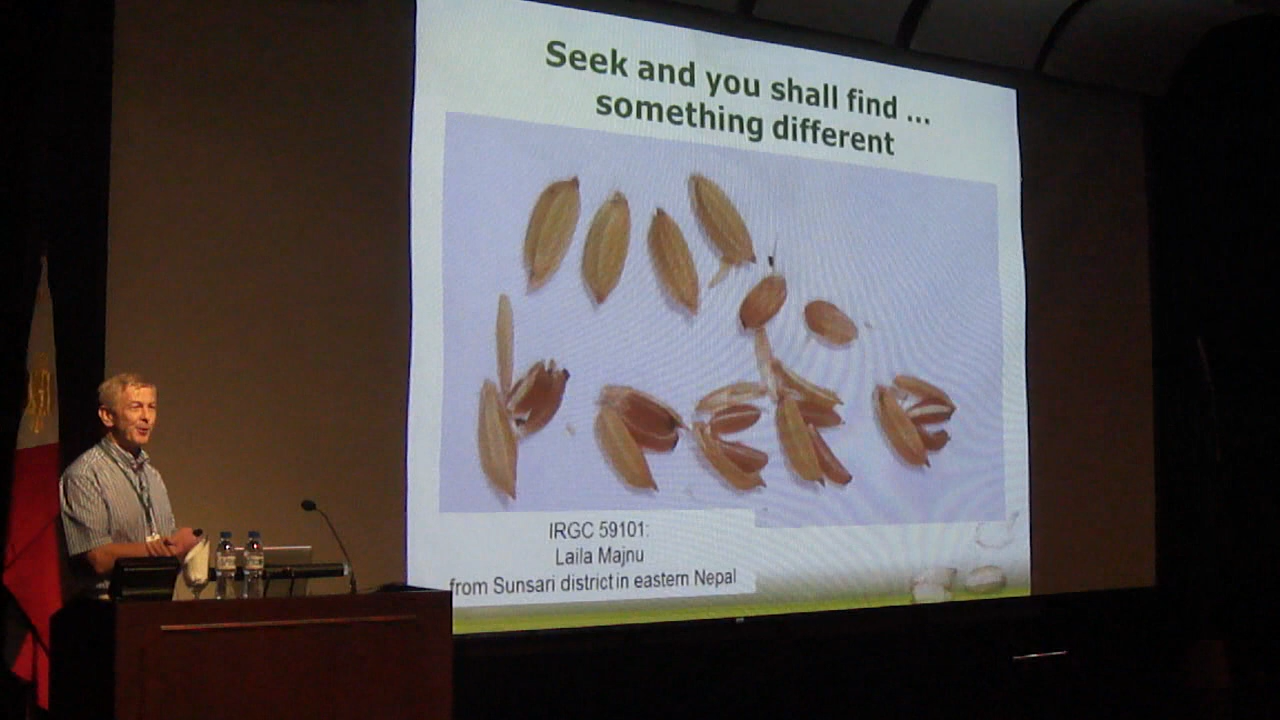 Seek and you shall find ...
something different
IRGC 59101:
Laila Majnu
from Sunsari district in eastern Nepal